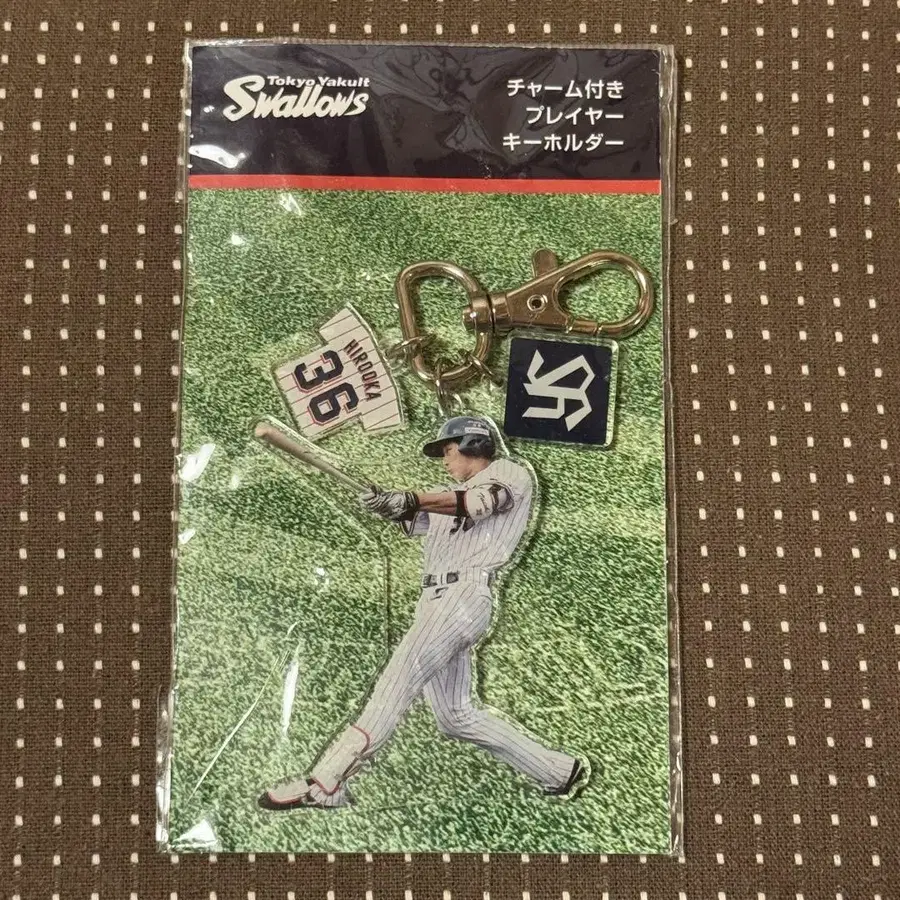 Tokyo Yakult
Swallows
チャーム付き
プレイヤー
キーホルダー
HIROOKA
36
YS